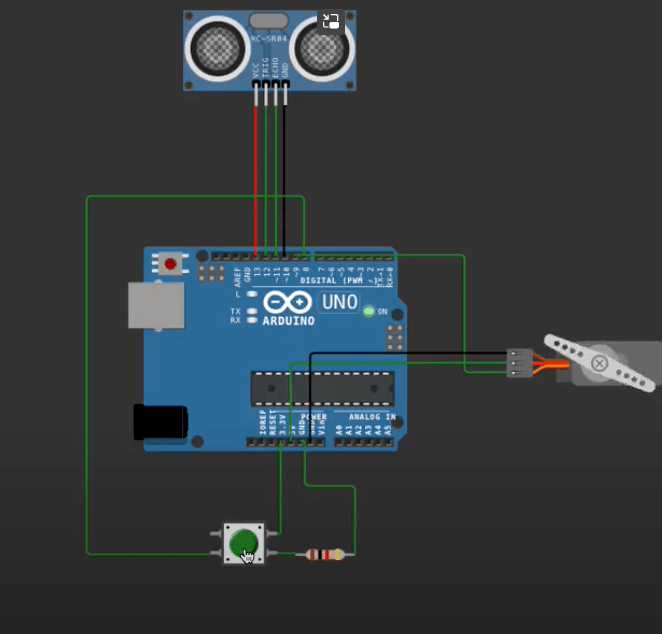 HC-SR04
VCC
TRIG
ECHO
GND
AREF
GND
13
12
~11
~10
~9
8
7
~6
~5
4
~3
2
TX→1
RX←0
DIGITAL (PWM ~)
L
UNO
TX
RX
ARDUINO
ON
IOREF
RESET
3.3V
5V
GND
GND
Vin
POWER
ANALOG IN
A0
A1
A2
A3
A4
A5